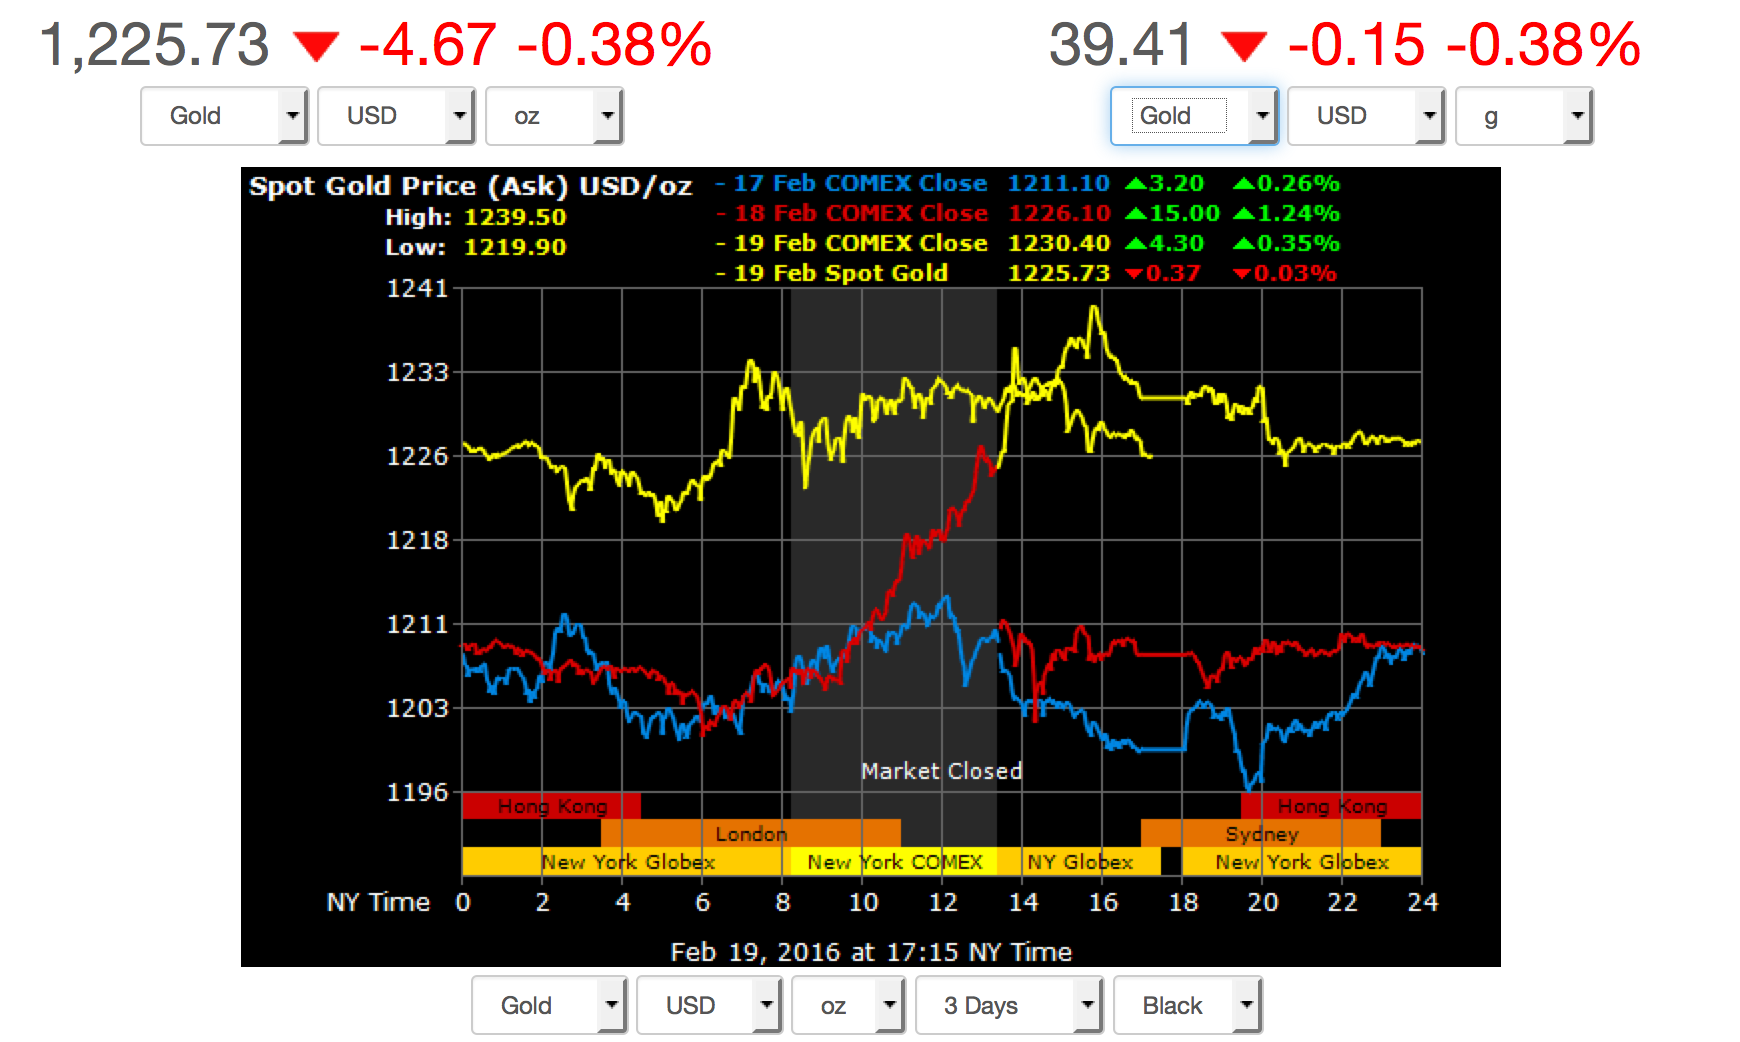 1,225.73 ▼ -4.67 -0.38%
39.41 ▼ -0.15 -0.38%
Gold USD oz
Gold USD g
Spot Gold Price (Ask) USD/oz
High: 1239.50
Low: 1219.90
- 17 Feb COMEX Close 1211.10 ▲3.20 ▲0.26%
- 18 Feb COMEX Close 1226.10 ▲15.00 ▲1.24%
- 19 Feb COMEX Close 1230.40 ▲4.30 ▲0.35%
- 19 Feb Spot Gold 1225.73 ▼0.37 ▼0.03%
1241
1233
1226
1218
1211
1203
1196
Market Closed
Hong Kong Hong Kong
London Sydney
New York Globex New York COMEX NY Globex New York Globex
NY Time 0 2 4 6 8 10 12 14 16 18 20 22 24
Feb 19, 2016 at 17:15 NY Time
Gold USD oz 3 Days Black